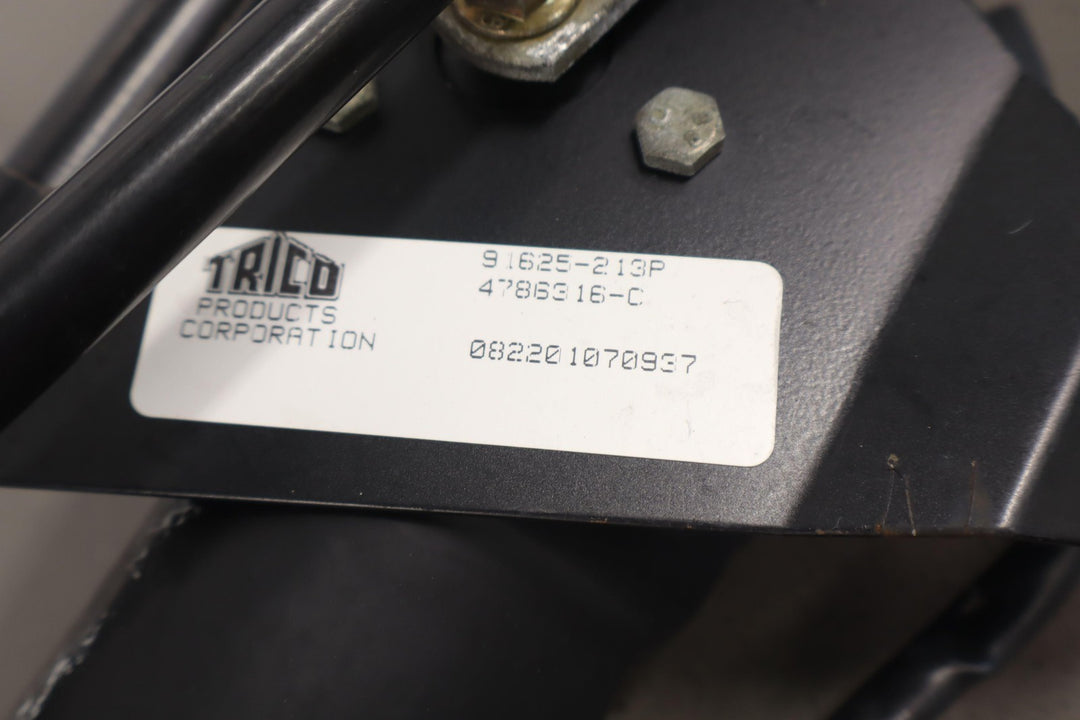 TRICO
PRODUCTS
CORPORATION
91625-213P
4786316-C
082201070937